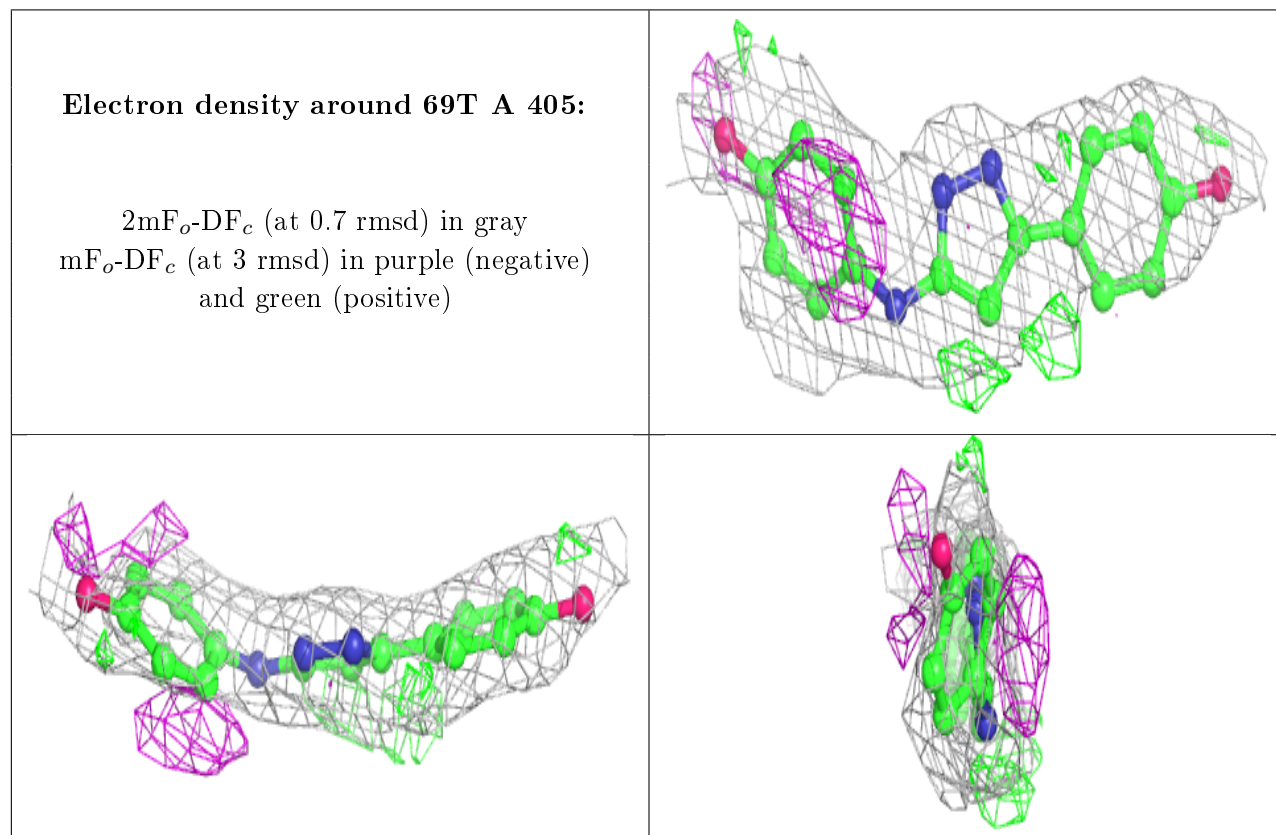 Electron density around 69T A 405:
2mFo-DFc (at 0.7 rmsd) in gray
mFo-DFc (at 3 rmsd) in purple (negative)
and green (positive)